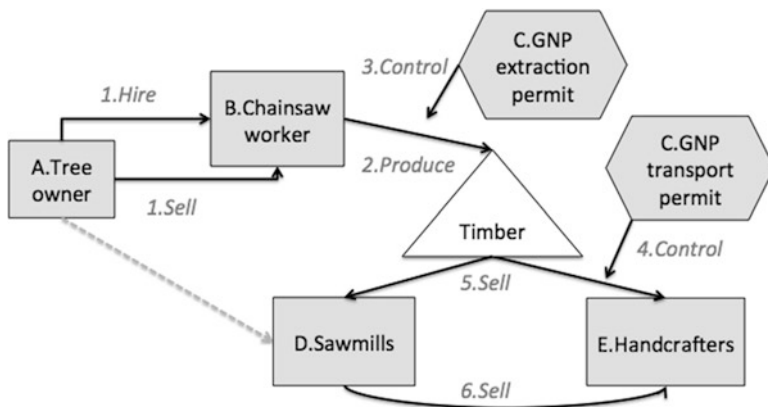 C.GNP
extraction
permit
3.Control
1.Hire
B.Chainsaw
worker
2.Produce
C.GNP
transport
permit
A.Tree
owner
1.Sell
Timber
4.Control
5.Sell
D.Sawmills
E.Handcrafters
6.Sell